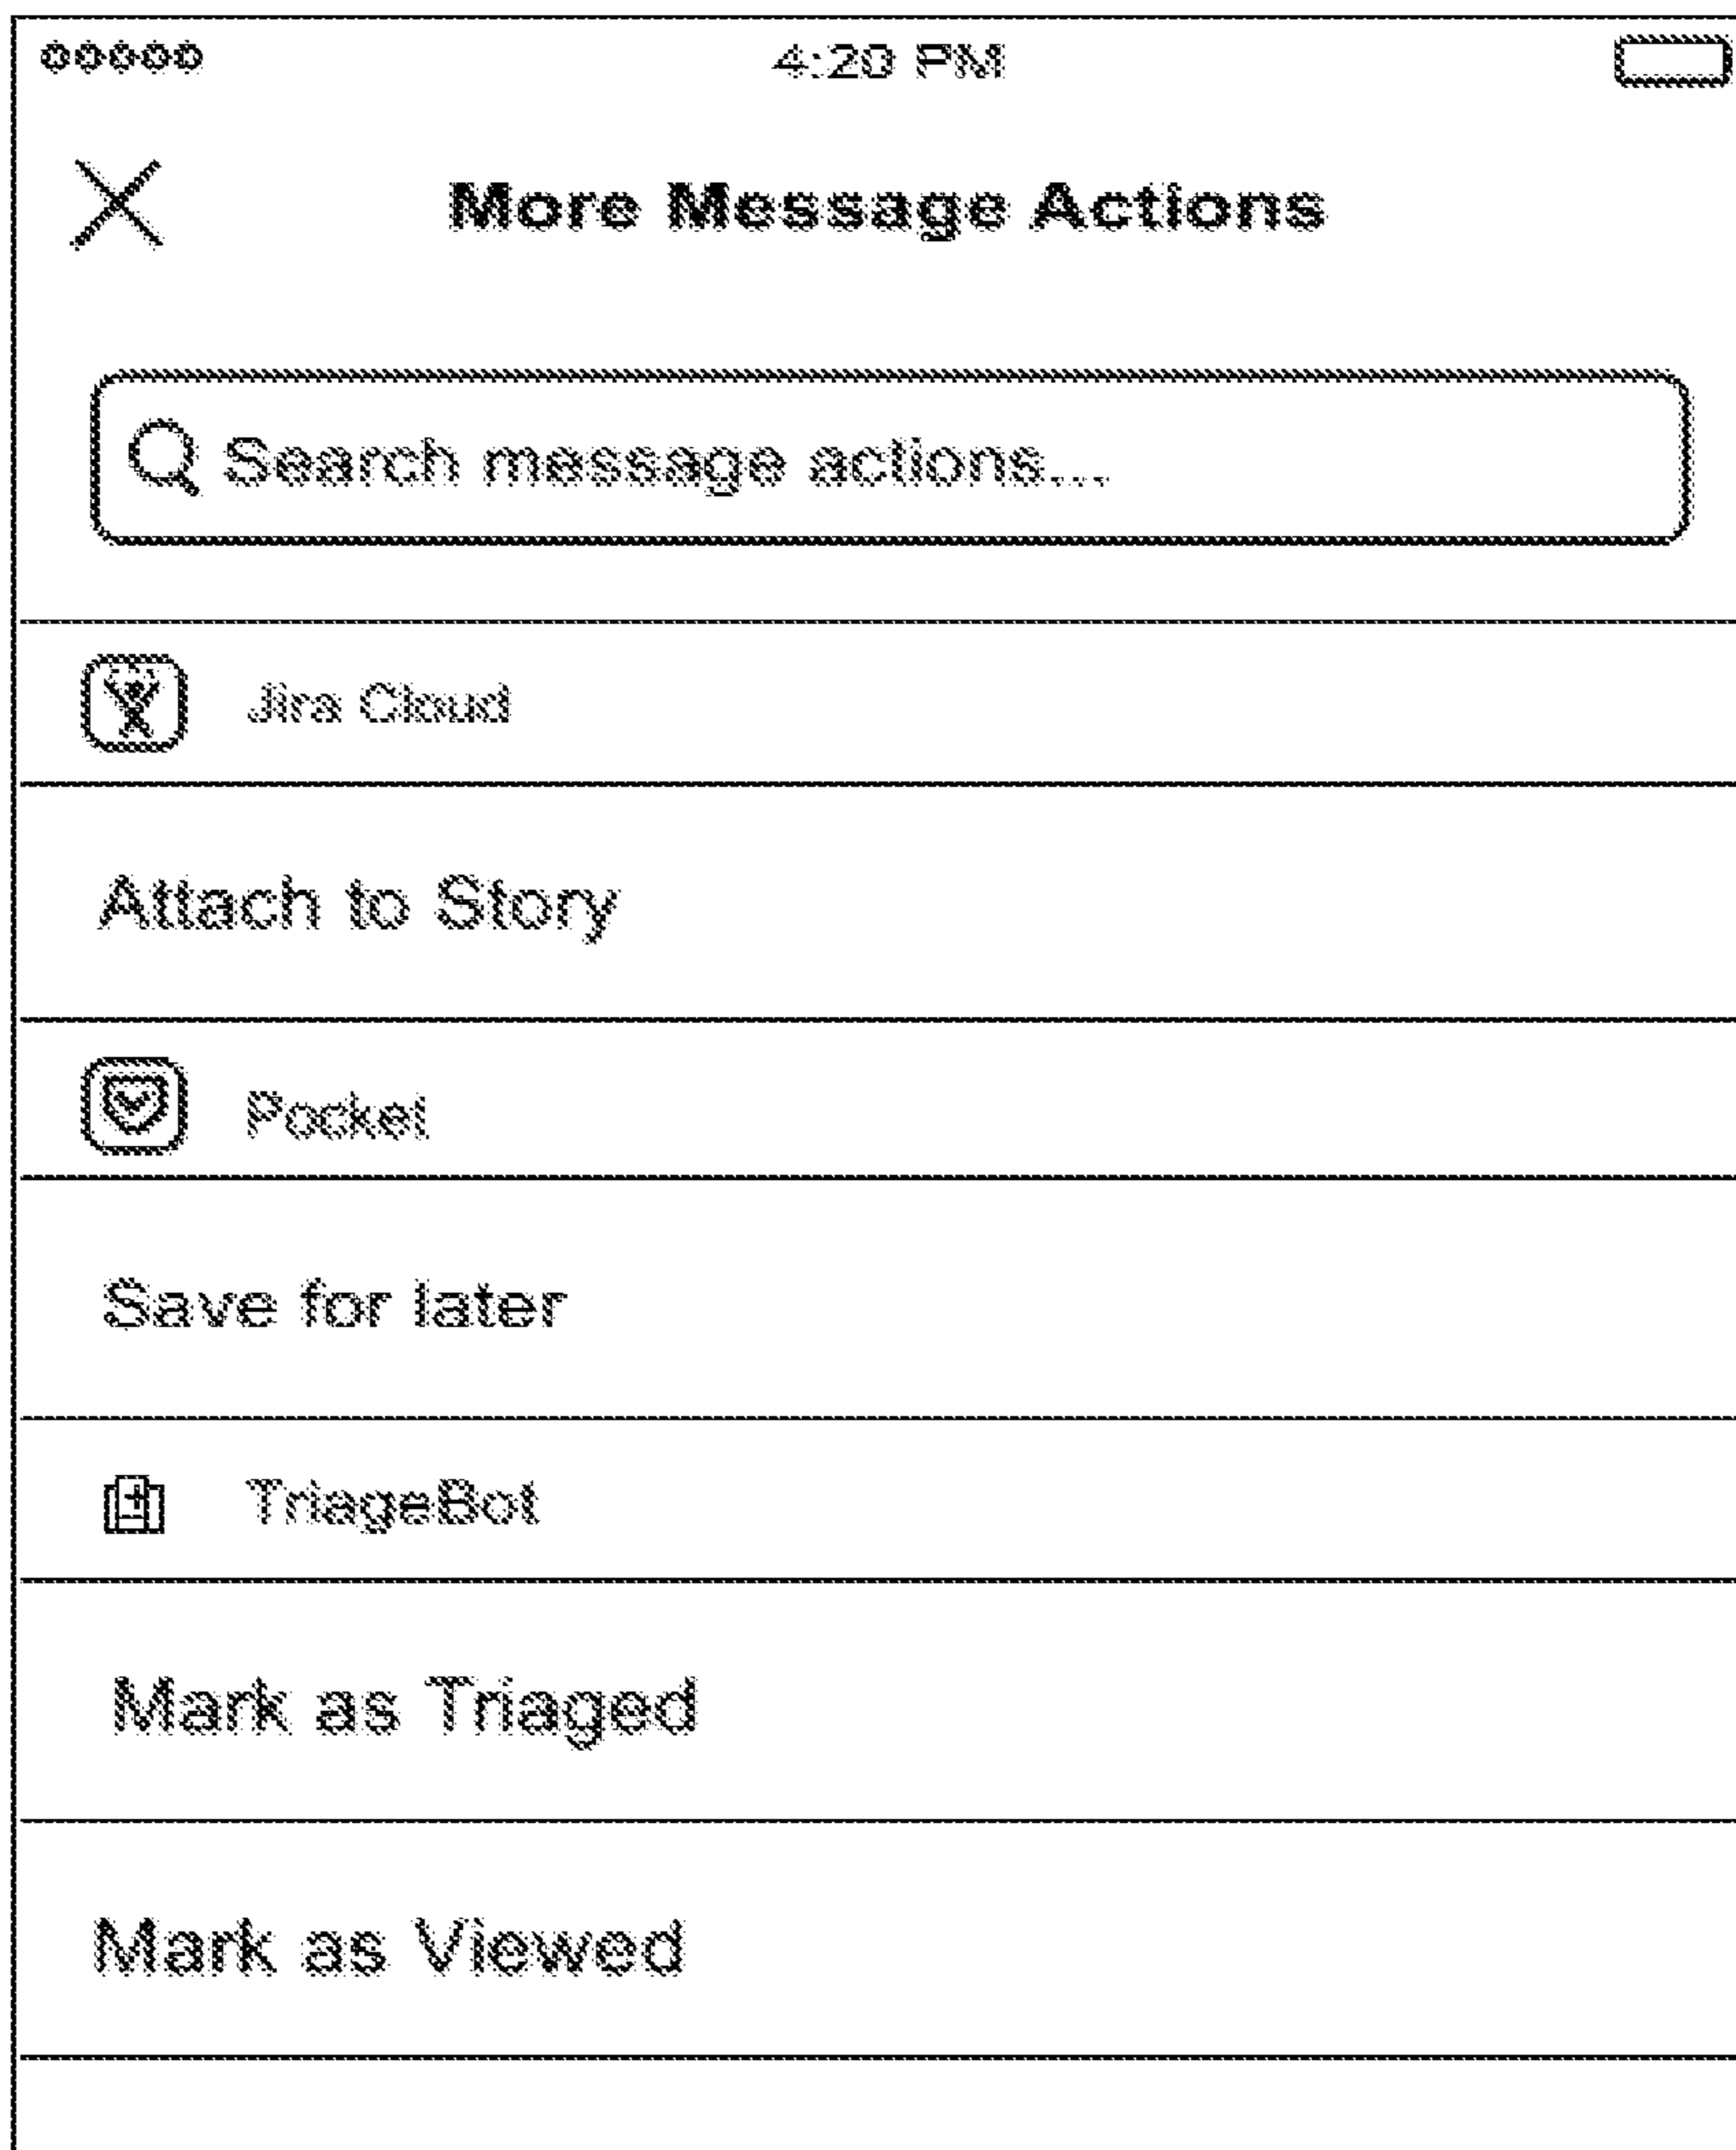 4:20 PM
More Message Actions
Search message actions...
Jira Cloud
Attach to Story
Pocket
Save for later
TriageBot
Mark as Triaged
Mark as Viewed